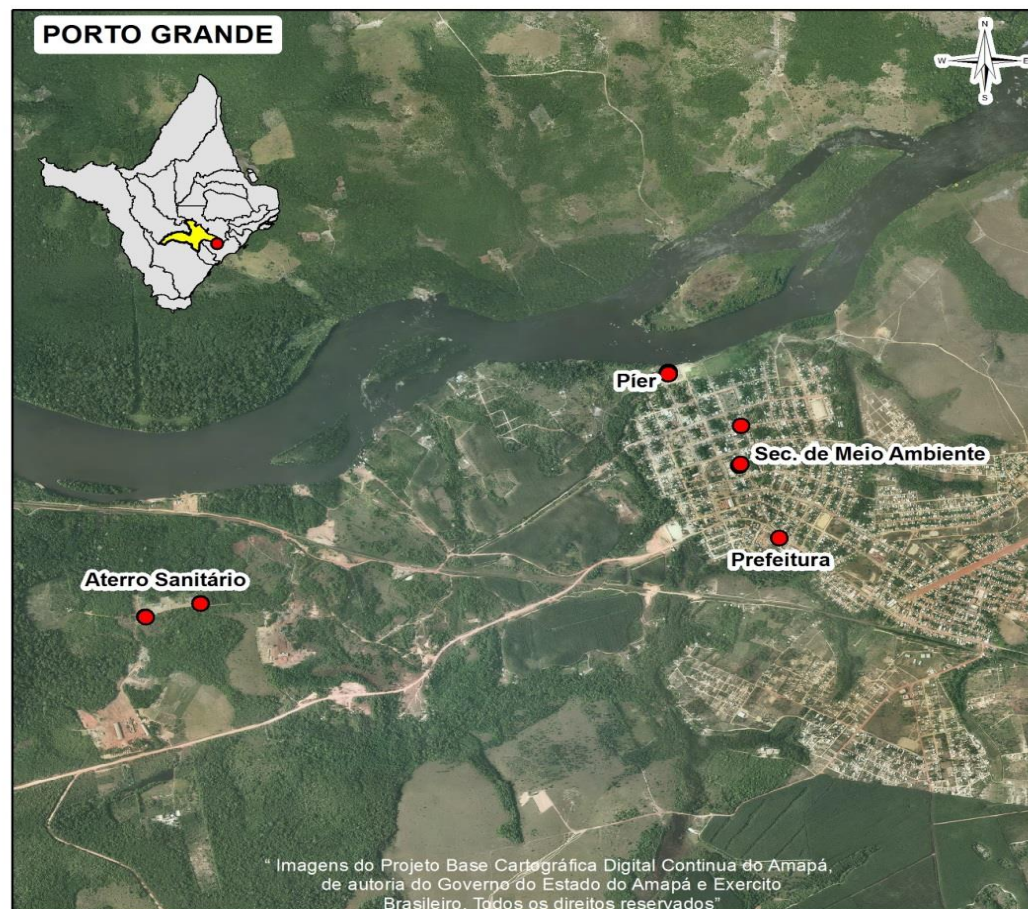 PORTO GRANDE
N
W E
S
Píer
Sec. de Meio Ambiente
Prefeitura
Aterro Sanitário
“ Imagens do Projeto Base Cartográfica Digital Continua do Amapá,
de autoria do Governo do Estado do Amapá e Exercito
Brasileiro. Todos os direitos reservados”